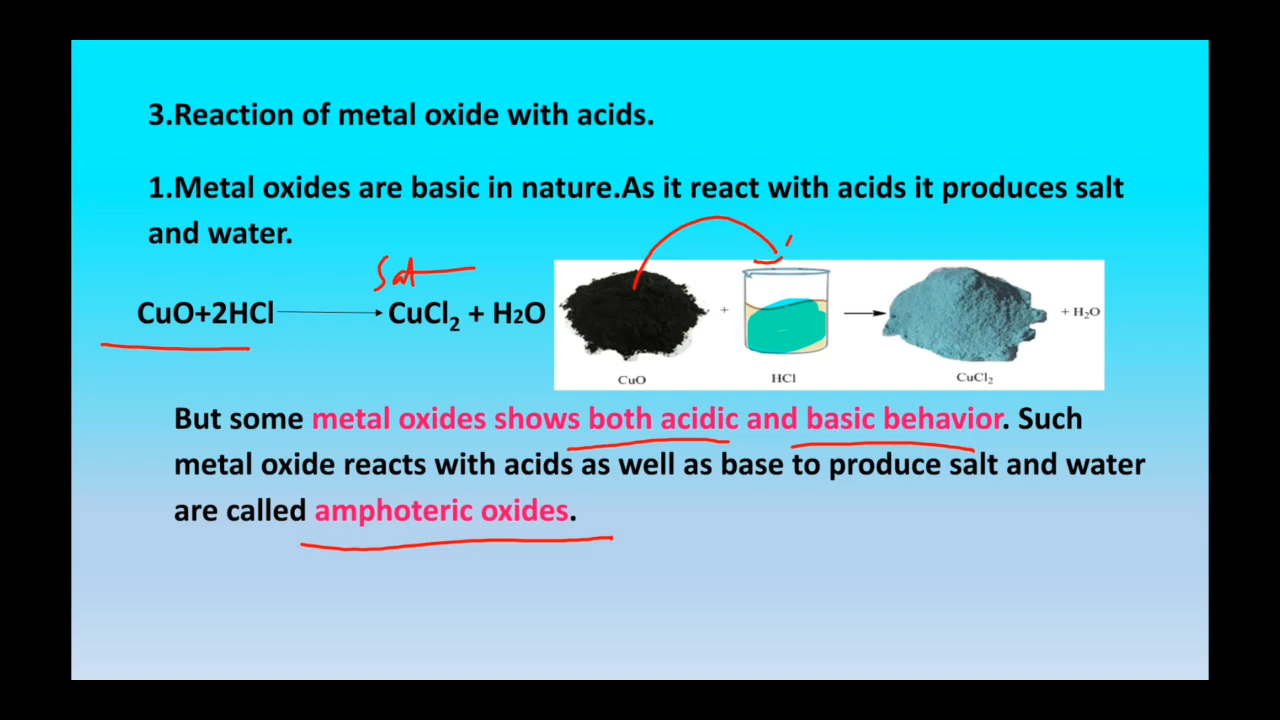 3.Reaction of metal oxide with acids.
1.Metal oxides are basic in nature.As it react with acids it produces salt
and water.
Salt
CuO+2HCl → CuCl₂ + H₂O
+ → + H₂O
CuO HCl CuCl₂
But some metal oxides shows both acidic and basic behavior. Such
metal oxide reacts with acids as well as base to produce salt and water
are called amphoteric oxides.